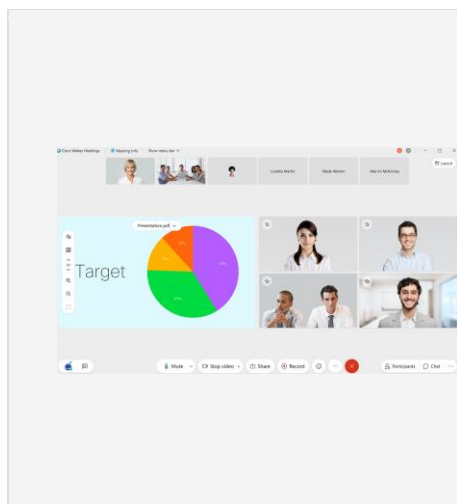 Cisco Webex Meetings Meeting Info Show menu bar
Layout
Loretta Martin Wade Warren Marvin McKinney
Presentation.pdf
Target
Mute Stop video Share Record Participants Chat